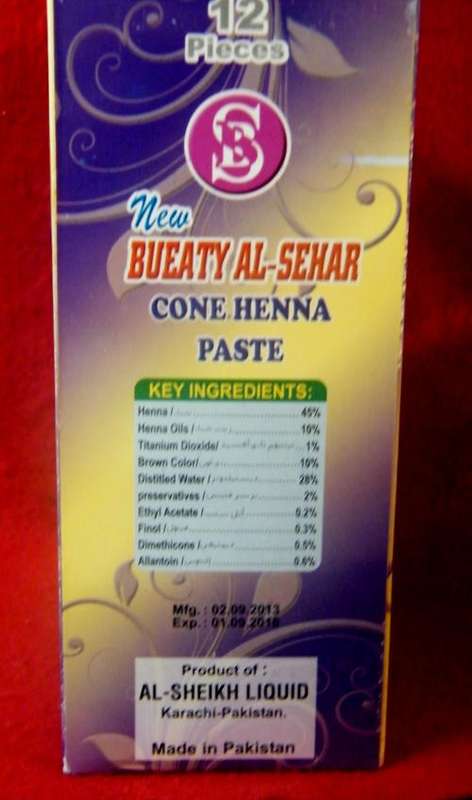 12
Pieces
SB
New
BUEATY AL-SEHAR
CONE HENNA
PASTE
KEY INGREDIENTS:
Henna / 45%
Henna Oils / 10%
Titanium Dioxide/ 1%
Brown Color/ 10%
Distilled Water / 28%
preservatives / 2%
Ethyl Acetate / 0.2%
Finol / 0.3%
Dimethicone / 0.5%
Allantoin / 0.6%
Mfg. : 02.09.2013
Exp. : 01.09.2016
Product of :
AL-SHEIKH LIQUID
Karachi-Pakistan.
Made in Pakistan